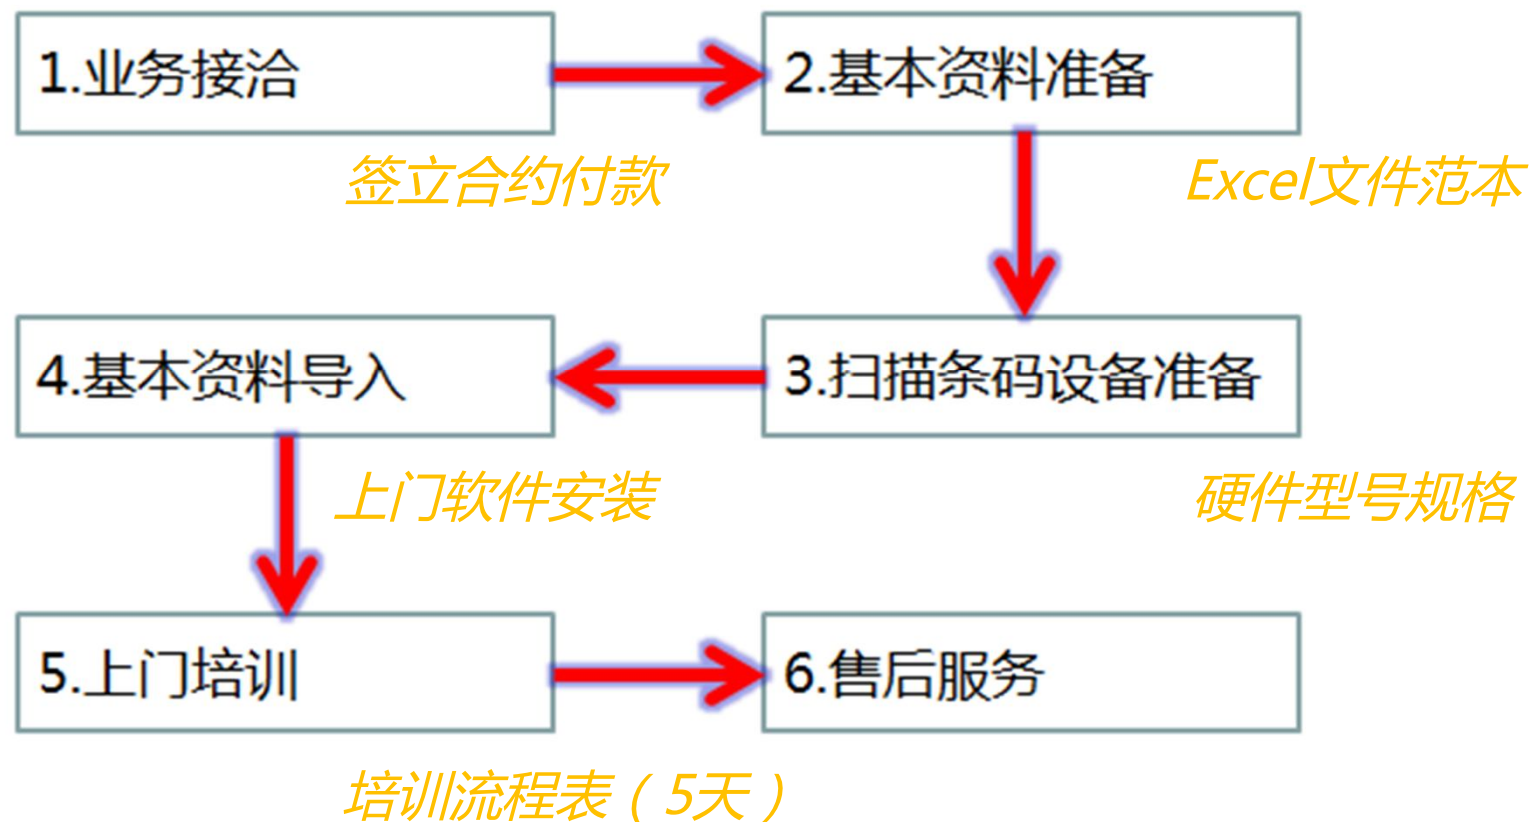 1.业务接洽
2.基本资料准备
签立合约付款
Excel文件范本
4.基本资料导入
3.扫描条码设备准备
上门软件安装
硬件型号规格
5.上门培训
6.售后服务
培训流程表（5天）